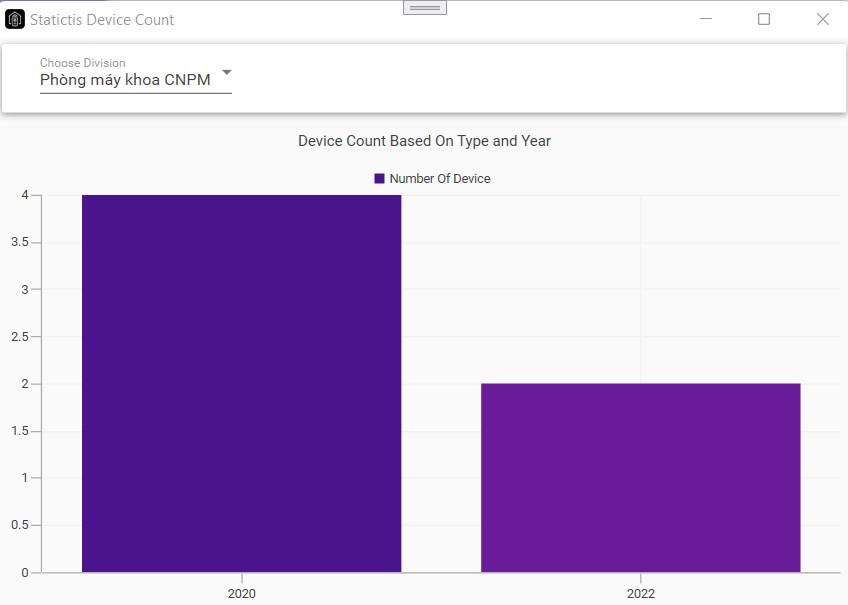 Statictis Device Count
Choose Division
Phòng máy khoa CNPM
Device Count Based On Type and Year
Number Of Device
4
3.5
3
2.5
2
1.5
1
0.5
0
2020 2022